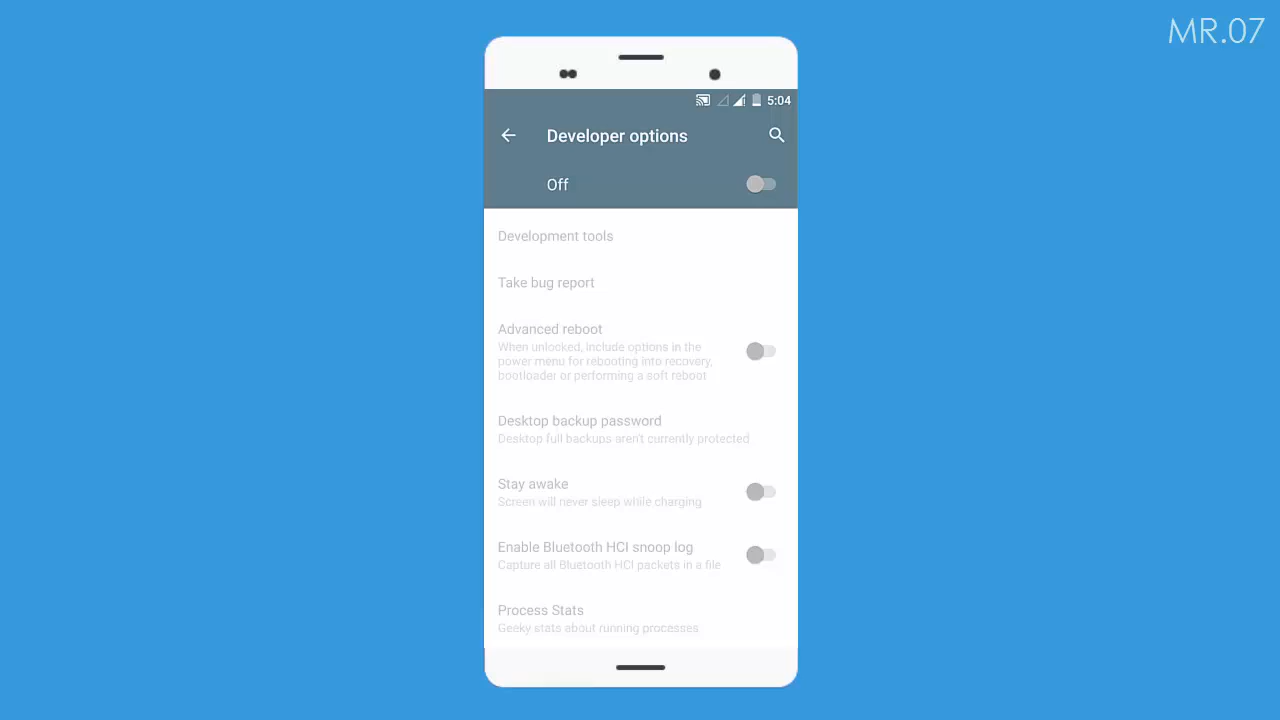 MR.07
5:04
Developer options
Off
Development tools
Take bug report
Advanced reboot
When unlocked, include options in the
power menu for rebooting into recovery,
bootloader or performing a soft reboot
Desktop backup password
Desktop full backups aren't currently protected
Stay awake
Screen will never sleep while charging
Enable Bluetooth HCI snoop log
Capture all Bluetooth HCI packets in a file
Process Stats
Geeky stats about running processes